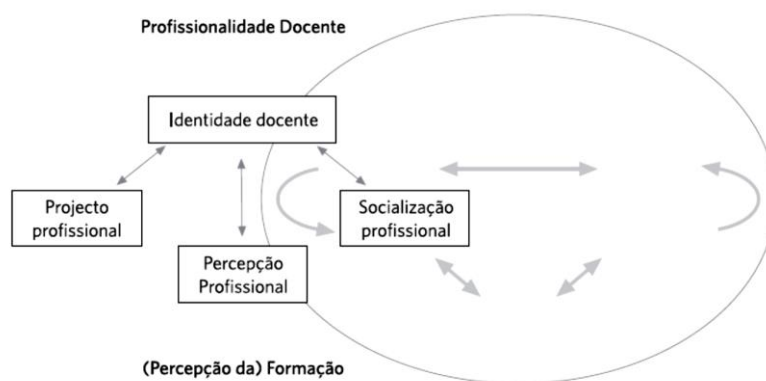 Profissionalidade Docente
Identidade docente
Projecto
profissional
Socialização
profissional
Percepção
Profissional
(Percepção da) Formação